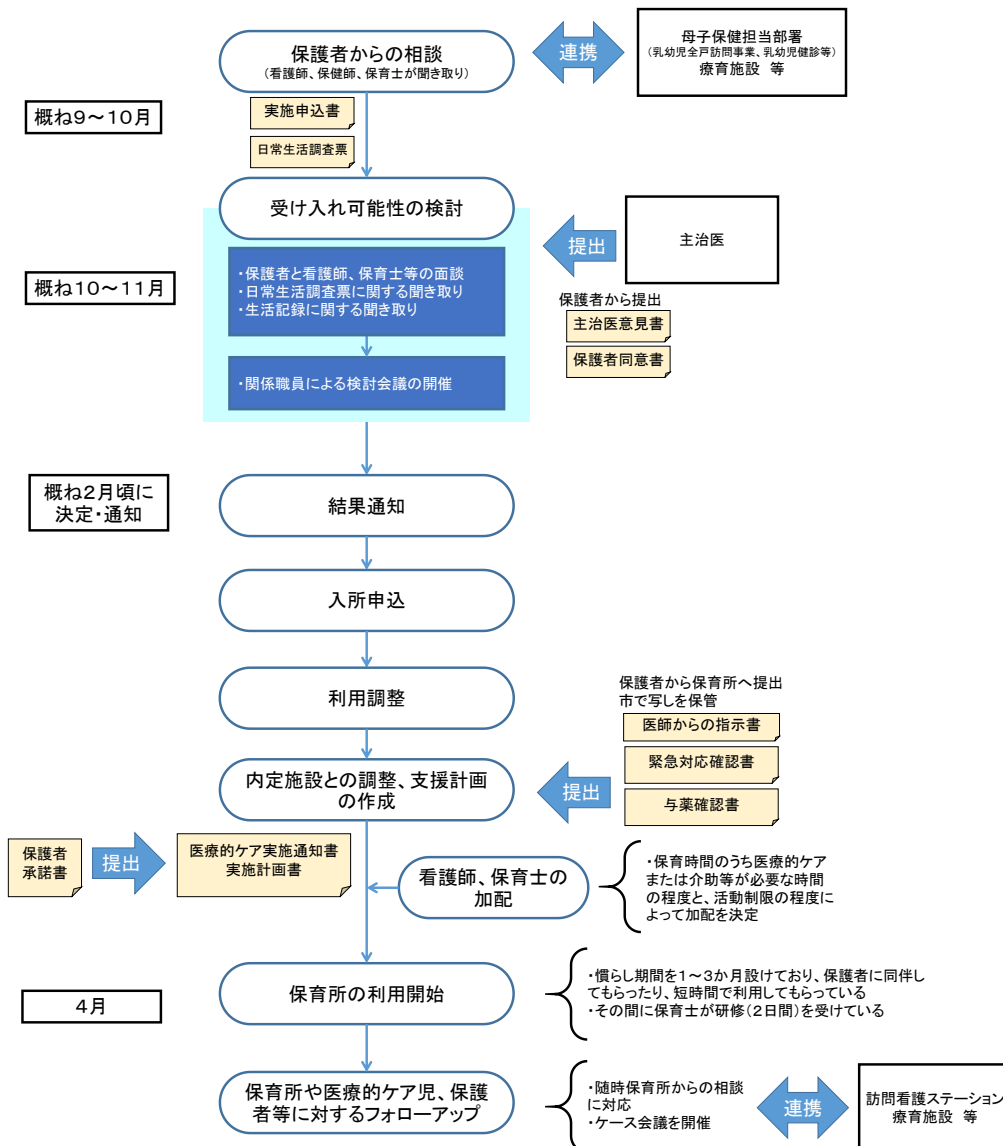 保護者からの相談
（看護師、保健師、保育士が聞き取り）
連携
母子保健担当部署
（乳幼児全戸訪問事業、乳幼児健診等）
療育施設 等
概ね９～１０月
実施申込書
日常生活調査票
受け入れ可能性の検討
提出
主治医
概ね１０～１１月
・保護者と看護師、保育士等の面談
・日常生活調査票に関する聞き取り
・生活記録に関する聞き取り
保護者から提出
主治医意見書
保護者同意書
・関係職員による検討会議の開催
概ね２月頃に
決定・通知
結果通知
入所申込
利用調整
保護者から保育所へ提出
市で写しを保管
医師からの指示書
緊急対応確認書
与薬確認書
内定施設との調整、支援計画
の作成
提出
保護者
承諾書
提出
医療的ケア実施通知書
実施計画書
看護師、保育士の
加配
・保育時間のうち医療的ケア
または介助等が必要な時間
の程度と、活動制限の程度に
よって加配を決定
４月
保育所の利用開始
・慣らし期間を１～３か月設けており、保護者に同伴し
てもらったり、短時間で利用してもらっている
・その間に保育士が研修（２日間）を受けている
保育所や医療的ケア児、保護
者等に対するフォローアップ
・随時保育所からの相談
に対応
・ケース会議を開催
連携
訪問看護ステーション
療育施設 等